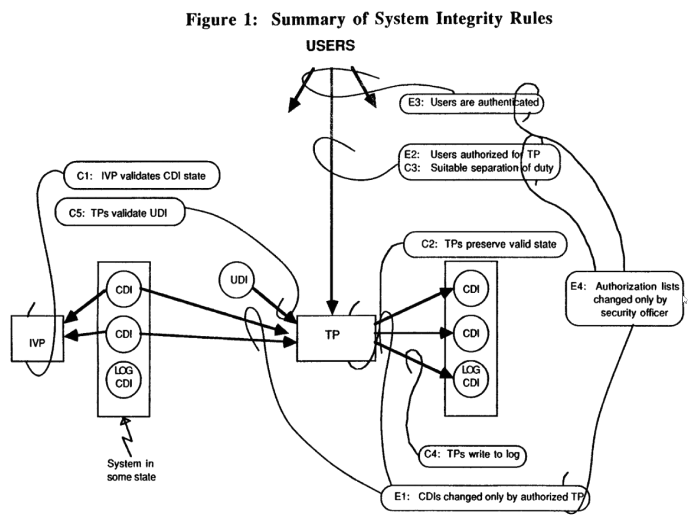 Figure 1: Summary of System Integrity Rules
USERS
E3: Users are authenticated
E2: Users authorized for TP
C3: Suitable separation of duty
C1: IVP validates CDI state
C5: TPs validate UDI
C2: TPs preserve valid state
CDI
UDI
CDI
E4: Authorization lists
changed only by
security officer
IVP
CDI
TP
CDI
LOG
CDI
LOG
CDI
C4: TPs write to log
System in
some state
E1: CDIs changed only by authorized TP